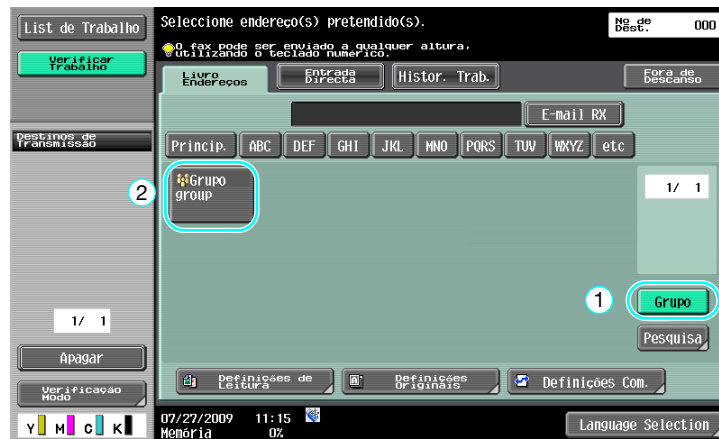 List de Trabalho
Verificar
Trabalho
Destinos de
Transmissão
1/ 1
Apagar
Verificação
Modo
Y M C K
Seleccione endereço(s) pretendido(s).
Nº de
Dest.
000
O fax pode ser enviado a qualquer altura,
utilizando o teclado numérico.
Livro
Endereços
Entrada
Directa
Histor. Trab.
Fora de
Descanso
E-mail RX
Princip. ABC DEF GHI JKL MNO PQRS TUV WXYZ etc
Grupo
group
2
1/ 1
1
Grupo
Pesquisa
Definições de
Leitura
Definições
Originais
Definições Com.
07/27/2009 11:15
Memória 0%
Language Selection